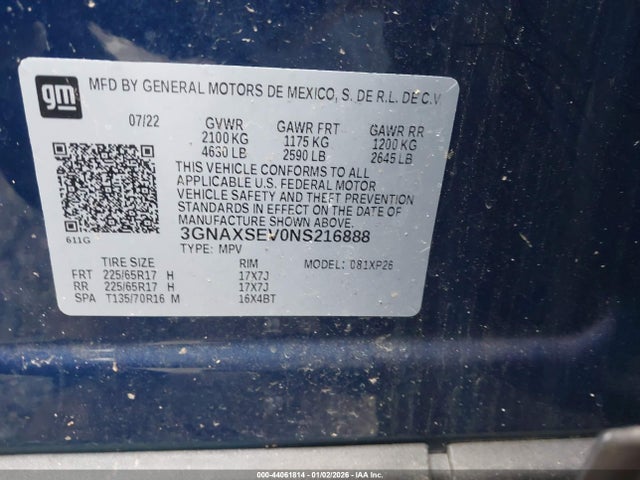 gm
MFD BY GENERAL MOTORS DE MEXICO, S. DE R.L. DE C.V
07/22 GVWR GAWR FRT GAWR RR
2100 KG 1175 KG 1200 KG
4630 LB 2590 LB 2645 LB
THIS VEHICLE CONFORMS TO ALL
APPLICABLE U.S. FEDERAL MOTOR
VEHICLE SAFETY AND THEFT PREVENTION
STANDARDS IN EFFECT ON THE DATE OF
MANUFACTURE SHOWN ABOVE.
611G
3GNAXSEV0NS216888
TYPE: MPV
TIRE SIZE RIM MODEL: 081XP26
FRT 225/65R17 H 17X7J
RR 225/65R17 H 17X7J
SPA T135/70R16 M 16X4BT
000-44061814 - 01/02/2026 - IAA Inc.